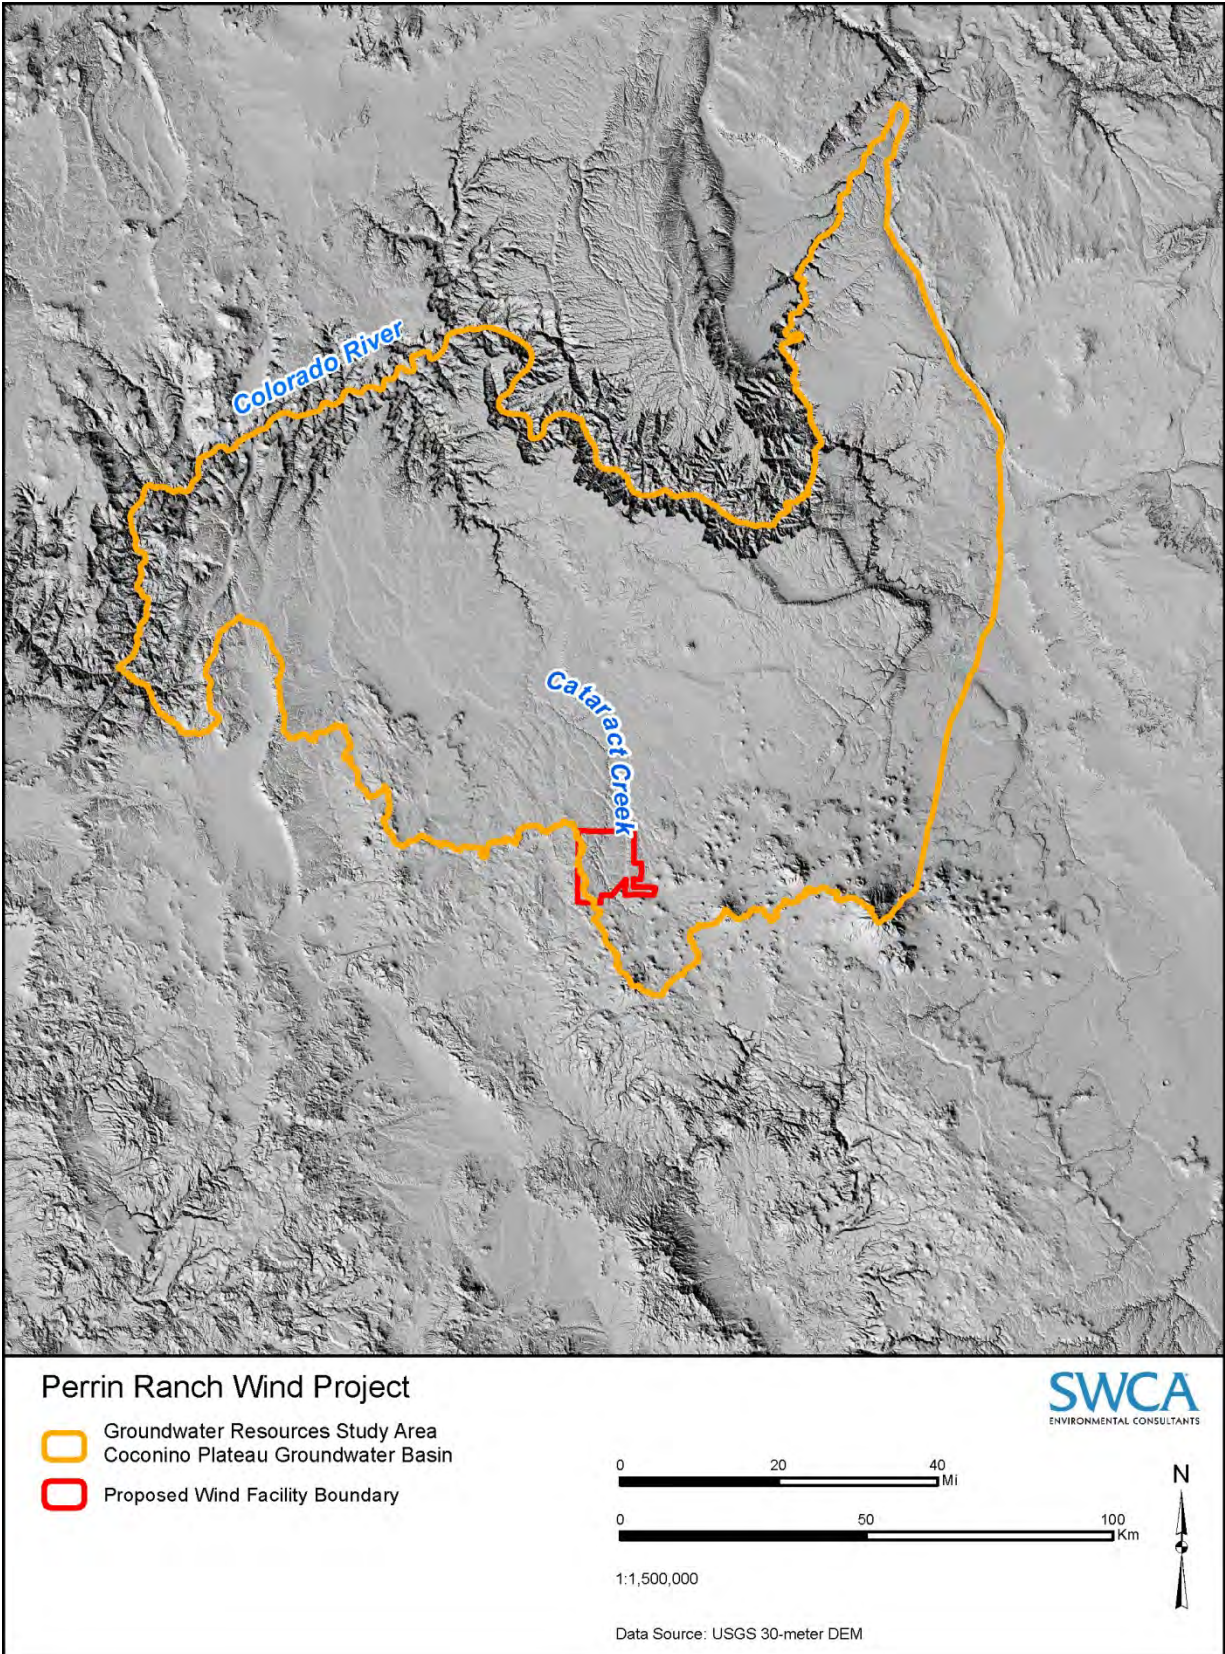 Colorado River
Cataract Creek
Perrin Ranch Wind Project
Groundwater Resources Study Area
Coconino Plateau Groundwater Basin
Proposed Wind Facility Boundary
SWCA
ENVIRONMENTAL CONSULTANTS
0 20 40
Mi
0 50 100
Km
N
1:1,500,000
Data Source: USGS 30-meter DEM